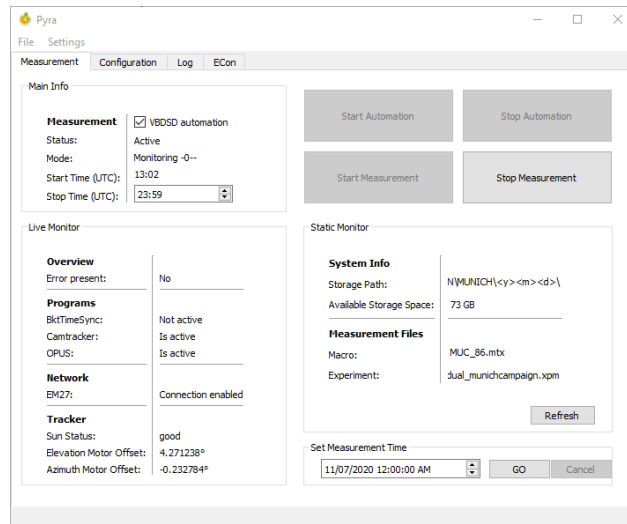 Pyra
File Settings
Measurement Configuration Log ECon
Main Info
Measurement VBDSD automation
Status: Active
Mode: Monitoring -0--
Start Time (UTC): 13:02
Stop Time (UTC): 23:59
Start Automation Stop Automation
Start Measurement Stop Measurement
Live Monitor
Overview
Error present: No
Programs
BktTimeSync: Not active
Camtracker: Is active
OPUS: Is active
Network
EM27: Connection enabled
Tracker
Sun Status: good
Elevation Motor Offset: 4.271238°
Azimuth Motor Offset: -0.232784°
Static Monitor
System Info
Storage Path: N\MUNICH\<y><m><d>\
Available Storage Space: 73 GB
Measurement Files
Macro: MUC_86.mtx
Experiment: dual_munichcampaign.xpm
Refresh
Set Measurement Time
11/07/2020 12:00:00 AM GO Cancel